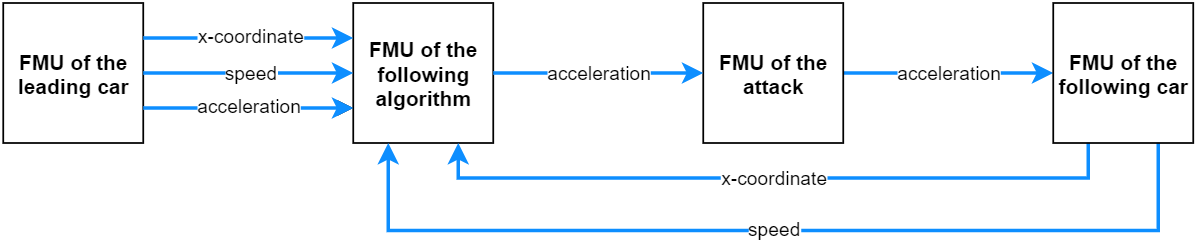 FMU of the
leading car
x-coordinate
speed
acceleration
FMU of the
following
algorithm
acceleration
FMU of the
attack
acceleration
FMU of the
following car
x-coordinate
speed